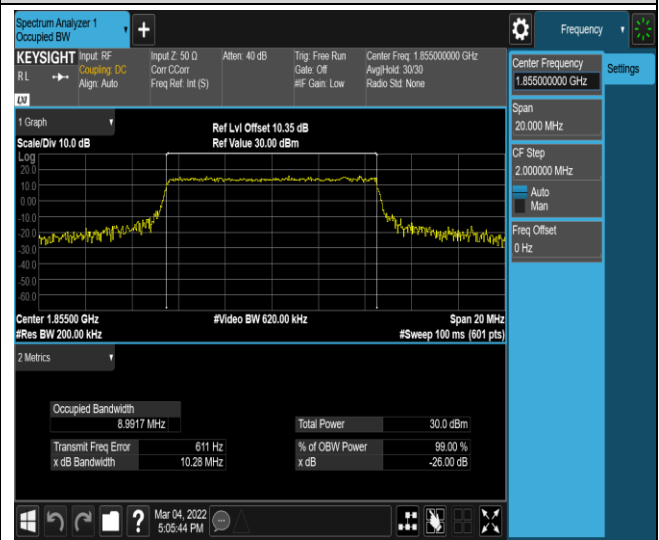 Spectrum Analyzer 1
Occupied BW
+
Frequency
KEYSIGHT Input: RF
Coupling: DC
Align: Auto
RL
LXI
Input Z: 50 Ω
Corr CCorr
Freq Ref: Int (S)
Atten: 40 dB
Trig: Free Run
Gate: Off
#IF Gain: Low
Center Freq: 1.855000000 GHz
Avg|Hold: 30/30
Radio Std: None
Center Frequency
1.855000000 GHz
Settings
Span
20.000 MHz
CF Step
2.000000 MHz
Auto
Man
Freq Offset
0 Hz
1 Graph
Scale/Div 10.0 dB
Ref Lvl Offset 10.35 dB
Ref Value 30.00 dBm
Log
20.0
10.0
0.00
-10.0
-20.0
-30.0
-40.0
-50.0
-60.0
Center 1.85500 GHz
#Res BW 200.00 kHz
#Video BW 620.00 kHz
Span 20 MHz
#Sweep 100 ms (601 pts)
2 Metrics
Occupied Bandwidth
8.9917 MHz
Transmit Freq Error 611 Hz
x dB Bandwidth 10.28 MHz
Total Power 30.0 dBm
% of OBW Power 99.00 %
x dB -26.00 dB
?
Mar 04, 2022
5:05:44 PM